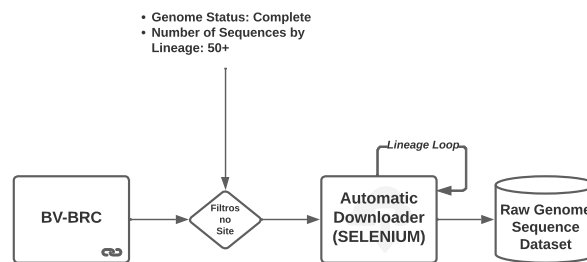 • Genome Status: Complete
• Number of Sequences by
Lineage: 50+
Lineage Loop
BV-BRC
Filtros
no
Site
Automatic
Downloader
(SELENIUM)
Raw Genome
Sequence
Dataset